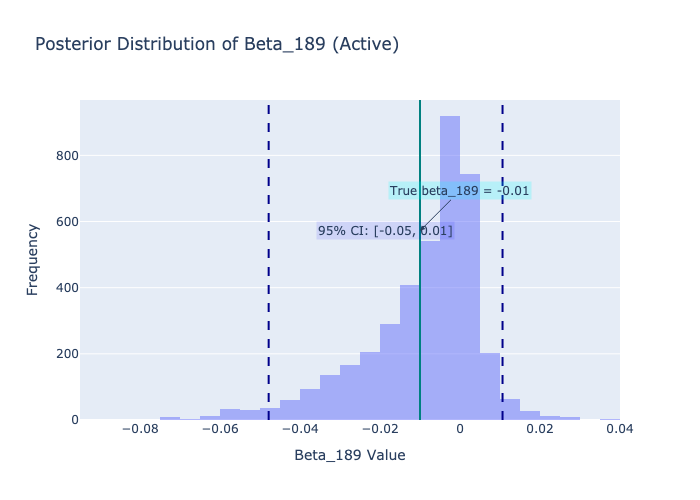 Posterior Distribution of Beta_189 (Active)
800
600
400
200
0
Frequency
True beta_189 = -0.01
95% CI: [-0.05, 0.01]
−0.08 −0.06 −0.04 −0.02 0 0.02 0.04
Beta_189 Value